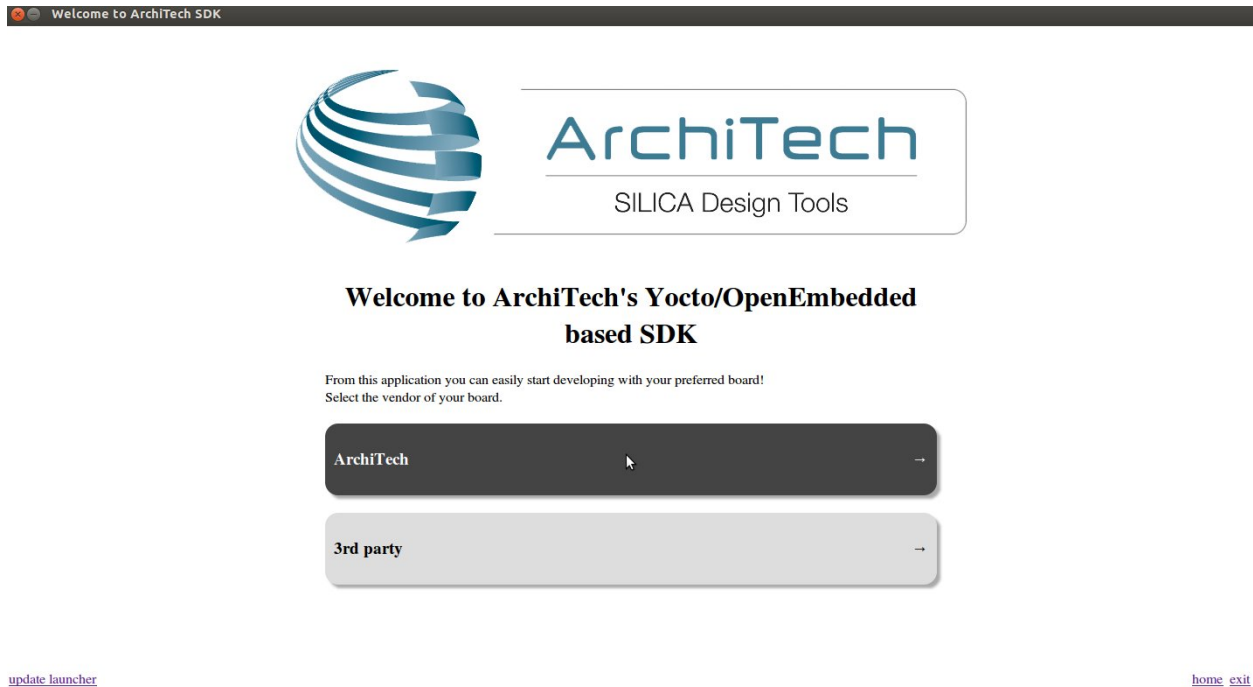 Welcome to ArchiTech SDK
ArchiTech
SILICA Design Tools
Welcome to ArchiTech's Yocto/OpenEmbedded
based SDK
From this application you can easily start developing with your preferred board!
Select the vendor of your board.
ArchiTech →
3rd party →
update launcher home exit